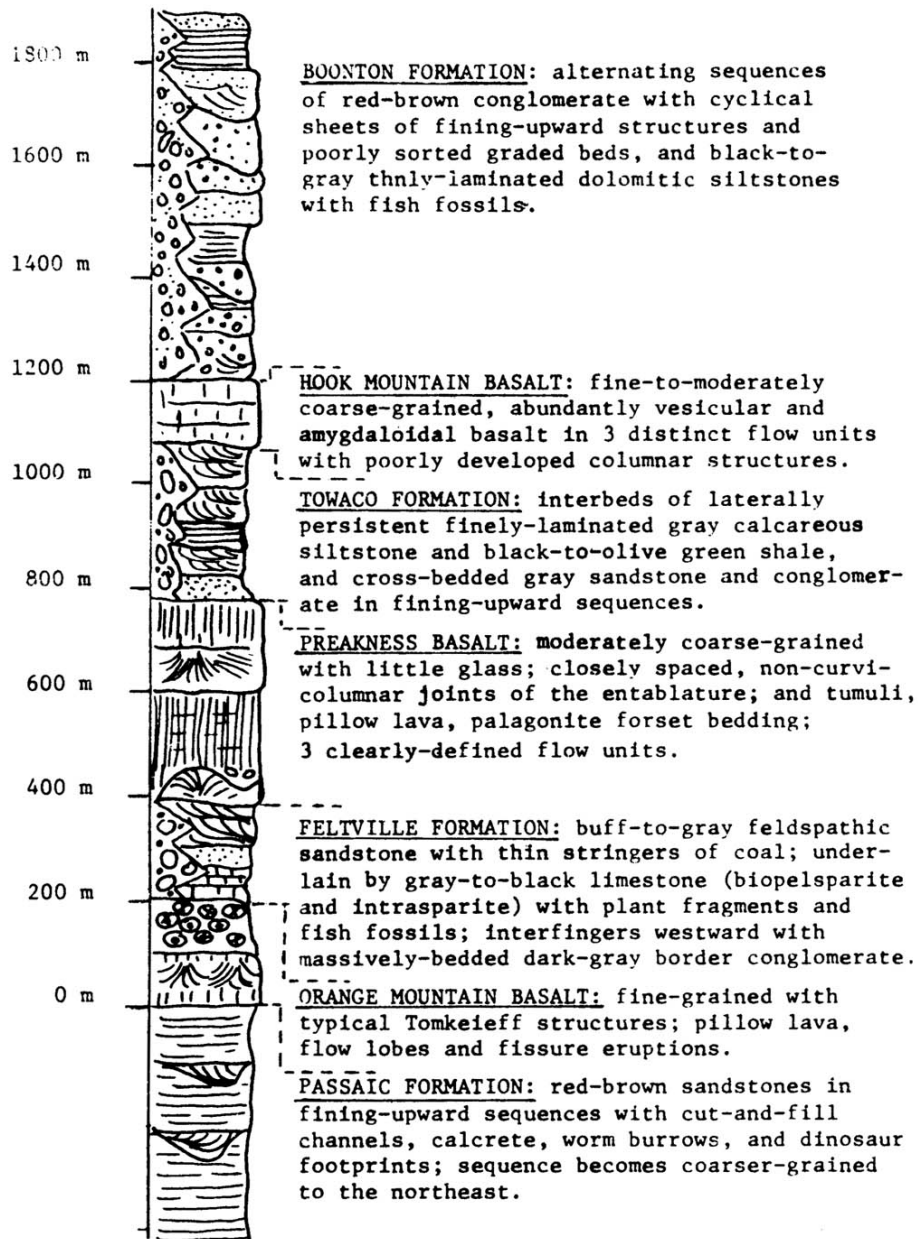 1800 m
BOONTON FORMATION: alternating sequences
of red-brown conglomerate with cyclical
sheets of fining-upward structures and
1600 m
poorly sorted graded beds, and black-to-
gray thnly-laminated dolomitic siltstones
with fish fossils.
1400 m
1200 m
HOOK MOUNTAIN BASALT: fine-to-moderately
coarse-grained, abundantly vesicular and
amygdaloidal basalt in 3 distinct flow units
with poorly developed columnar structures.
1000 m
TOWACO FORMATION: interbeds of laterally
persistent finely-laminated gray calcareous
siltstone and black-to-olive green shale,
800 m
and cross-bedded gray sandstone and conglomer-
ate in fining-upward sequences.
PREAKNESS BASALT: moderately coarse-grained
with little glass; closely spaced, non-curvi-
600 m
columnar joints of the entablature; and tumuli,
pillow lava, palagonite forset bedding;
3 clearly-defined flow units.
400 m
FELTVILLE FORMATION: buff-to-gray feldspathic
sandstone with thin stringers of coal; under-
200 m
lain by gray-to-black limestone (biopelsparite
and intrasparite) with plant fragments and
fish fossils; interfingers westward with
massively-bedded dark-gray border conglomerate.
0 m
ORANGE MOUNTAIN BASALT: fine-grained with
typical Tomkeieff structures; pillow lava,
flow lobes and fissure eruptions.
PASSAIC FORMATION: red-brown sandstones in
fining-upward sequences with cut-and-fill
channels, calcrete, worm burrows, and dinosaur
footprints; sequence becomes coarser-grained
to the northeast.